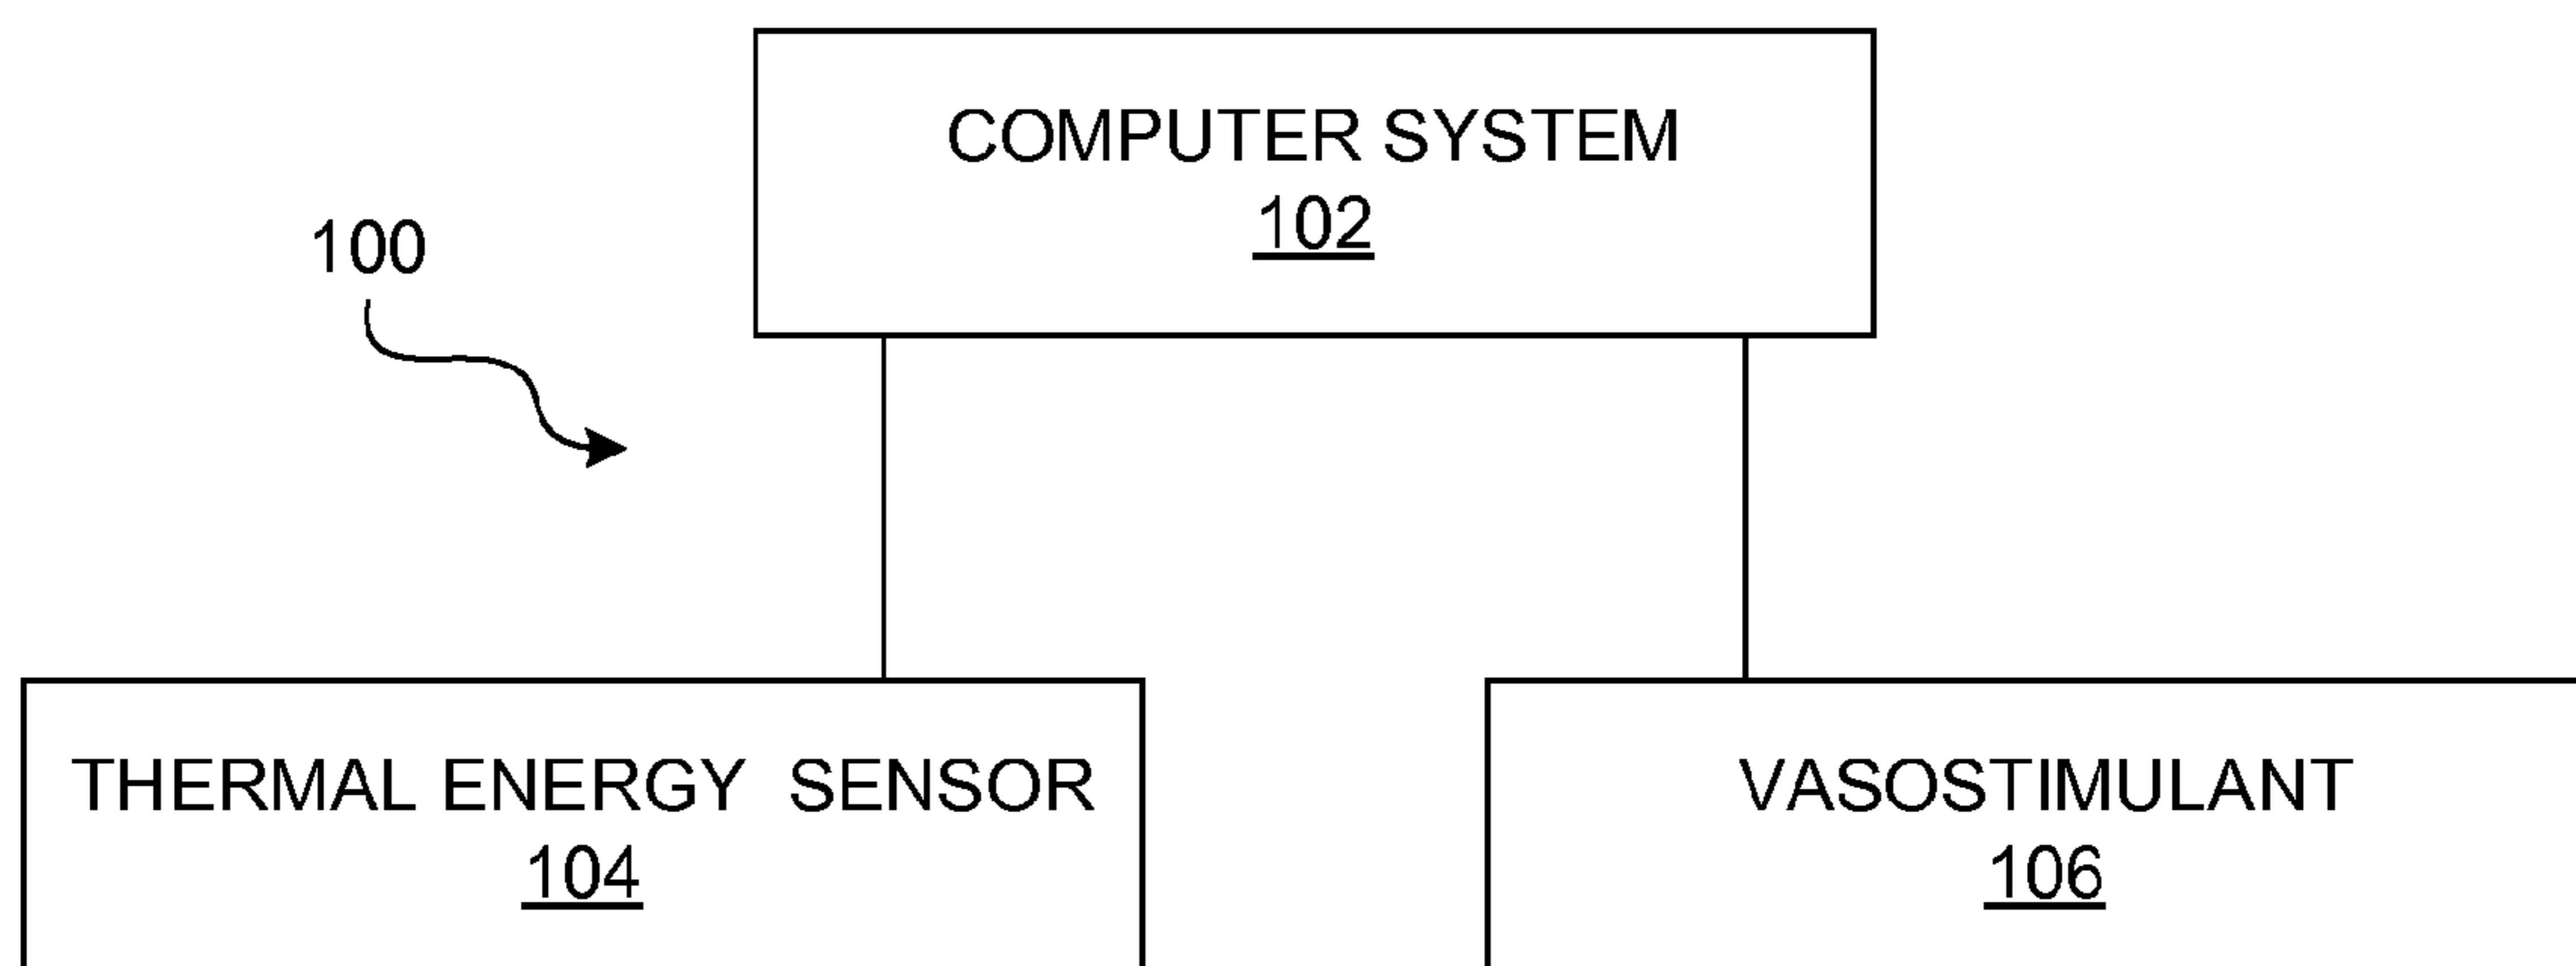 COMPUTER SYSTEM
102
100
THERMAL ENERGY SENSOR
104
VASOSTIMULANT
106